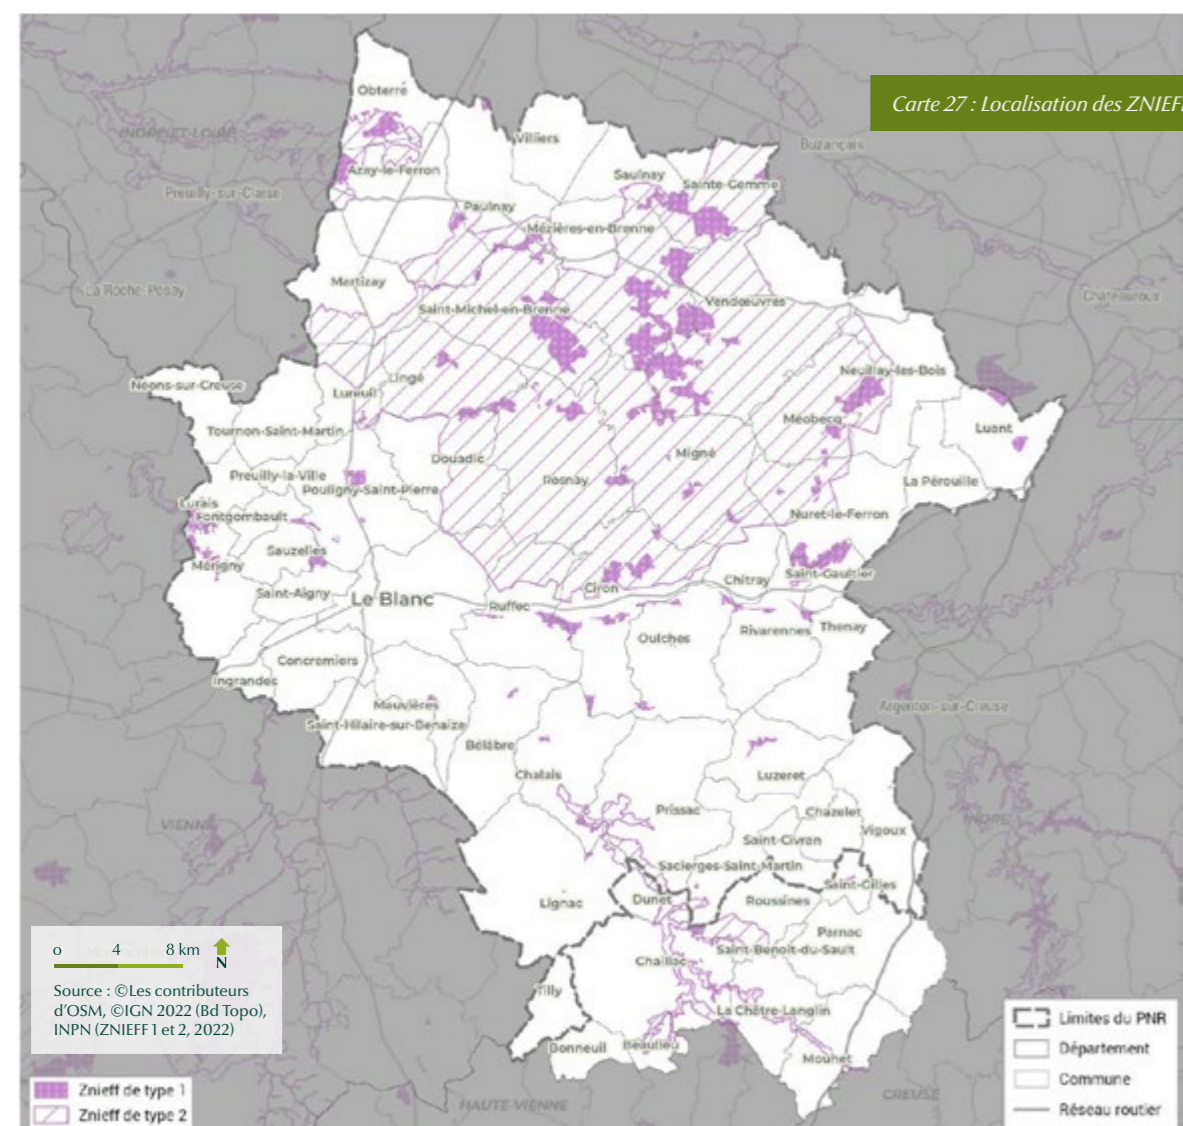 Carte 27 : Localisation des ZNIEFF
Obterre
INDRE-ET-LOIRE
Villiers
Buzançais
Azay-le-Ferron
Saulnay
Sainte-Gemme
Preuilly-sur-Claise
Paulnay
Mézières-en-Brenne
Martizay
La Roche-Posay
Châteauroux
Saint-Michel-en-Brenne
Vendœuvres
Néons-sur-Creuse
Lingé
Neuillay-les-Bois
Lureuil
Méobecq
Luant
Tournon-Saint-Martin
Douadic
Migné
Preuilly-la-Ville
Rosnay
La Pérouille
Pouligny-Saint-Pierre
Lurais
Fontgombault
Nuret-le-Ferron
Sauzelles
Mérigny
Saint-Gaultier
Chitray
Ciron
Saint-Aigny
Le Blanc
Ruffec
Oulches
Rivarennes
Thenay
Concremiers
Ingrandes
Mauvières
Argenton-sur-Creuse
Saint-Hilaire-sur-Benaize
Bélâbre
Chalais
Luzeret
Prissac
Chazelet
VIENNE
INDRE
Saint-Civran
Vigoux
Sacierges-Saint-Martin
Saint-Gilles
Lignac
Dunet
Roussines
Parnac
Saint-Benoît-du-Sault
Chaillac
Tilly
La Châtre-Langlin
Bonneuil
Beaulieu
Mouhet
HAUTE-VIENNE
CREUSE
0 4 8 km
N
Source : ©Les contributeurs
d'OSM, ©IGN 2022 (Bd Topo),
INPN (ZNIEFF 1 et 2, 2022)
Znieff de type 1
Znieff de type 2
Limites du PNR
Département
Commune
Réseau routier